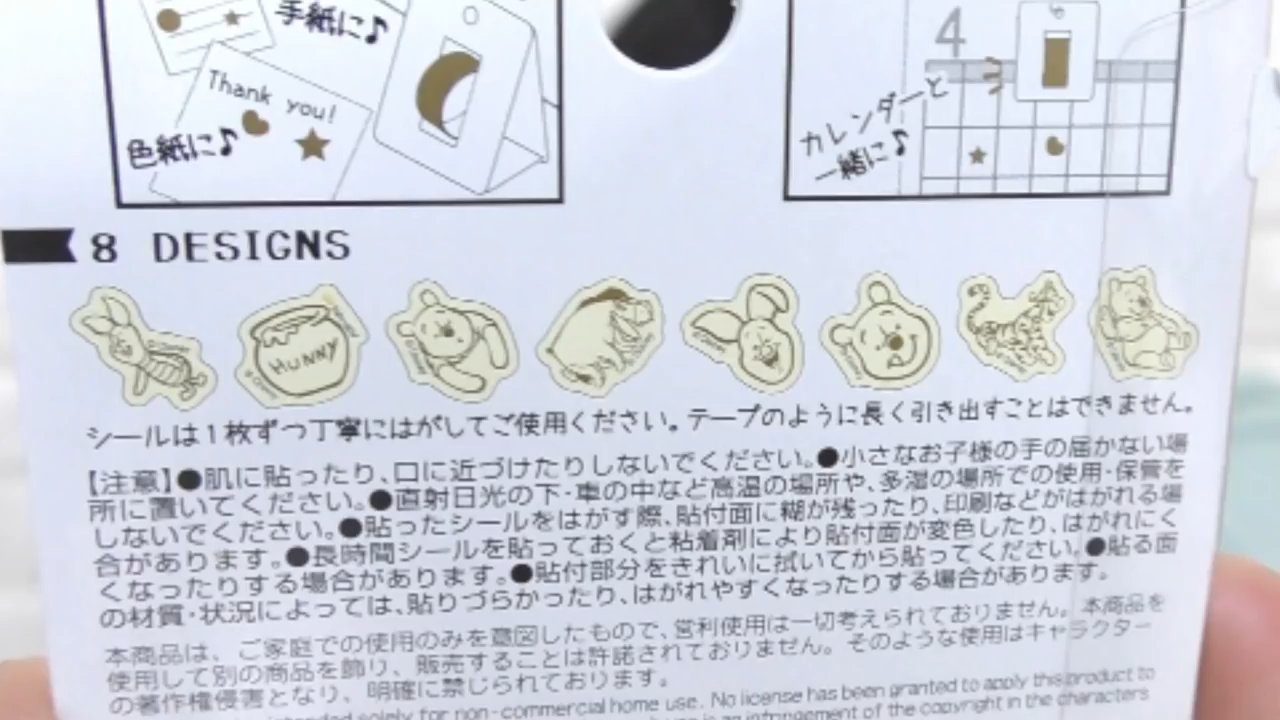 手紙に♪
Thank you!
色紙に♪
4
カレンダーと
一緒に♪
8 DESIGNS
HUNNY
シールは1枚ずつ丁寧にはがしてご使用ください。テープのように長く引き出すことはできません。
【注意】●肌に貼ったり、口に近づけたりしないでください。●小さなお子様の手の届かない場
所に置いてください。●直射日光の下・車の中など高温の場所や、多湿の場所での使用・保管を
しないでください。●貼ったシールをはがす際、貼付面に糊が残ったり、印刷などがはがれる場
合があります。●長時間シールを貼っておくと粘着剤により貼付面が変色したり、はがれにく
くなったりする場合があります。●貼付部分をきれいに拭いてから貼ってください。●貼る面
の材質・状況によっては、貼りづらかったり、はがれやすくなったりする場合があります。
本商品は、ご家庭での使用のみを意図したもので、営利使用は一切考えられておりません。本商品を
使用して別の商品を飾り、販売することは許諾されておりません。そのような使用はキャラクター
の著作権侵害となり、明確に禁じられております。
intended solely for non-commercial home use. No license has been granted to apply this product to
is an infringement of the copyright in the characters